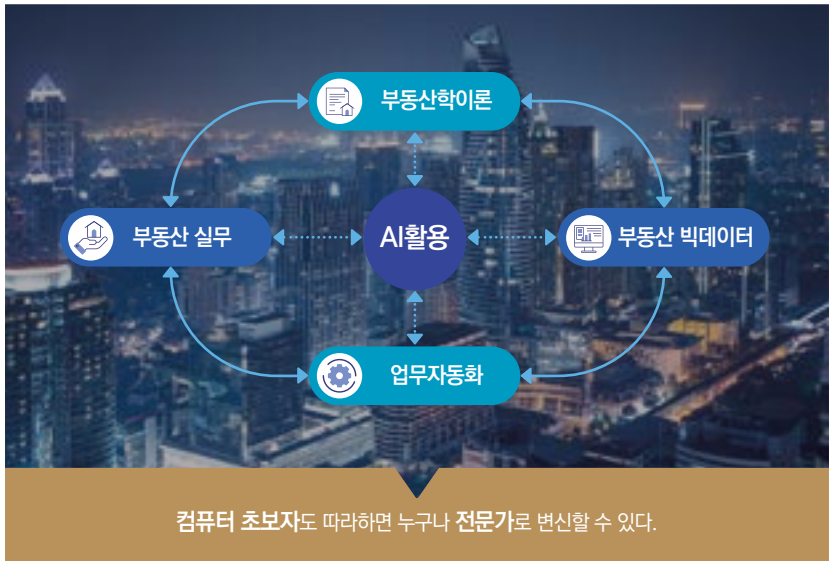 부동산학이론
부동산 실무
AI활용
부동산 빅데이터
업무자동화
컴퓨터 초보자도 따라하면 누구나 전문가로 변신할 수 있다.